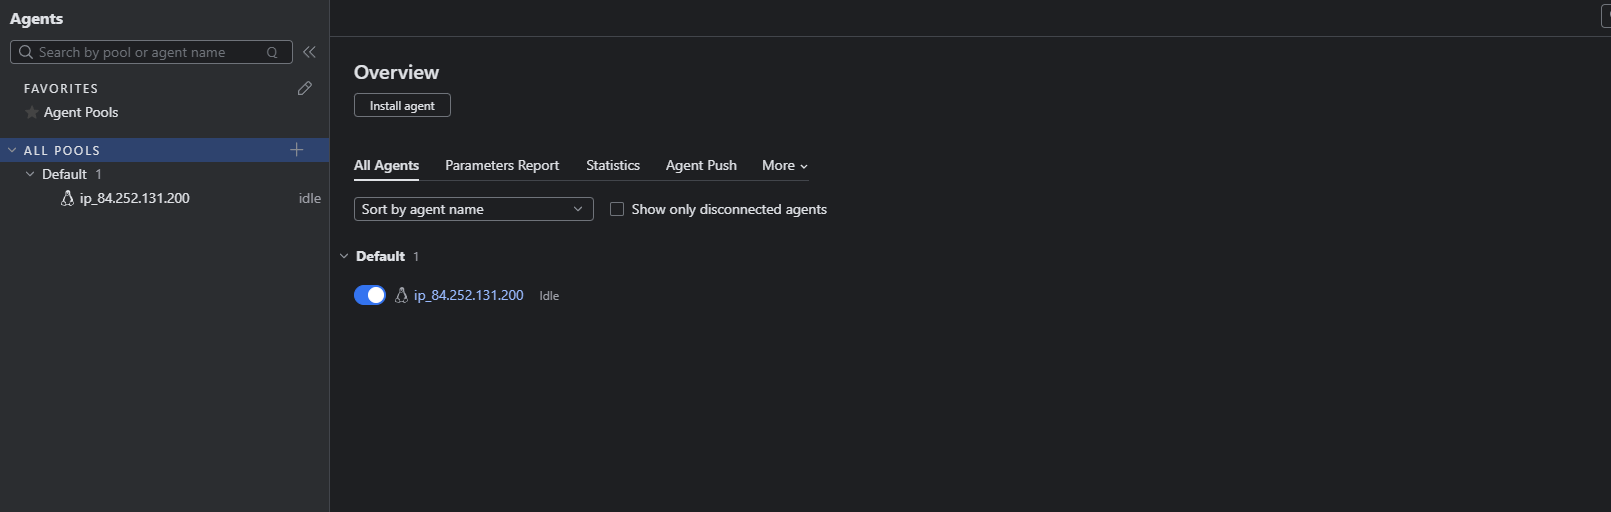 Agents
Search by pool or agent name Q
FAVORITES
Agent Pools
ALL POOLS
Default 1
ip_84.252.131.200 idle
Overview
Install agent
All Agents Parameters Report Statistics Agent Push More
Sort by agent name Show only disconnected agents
Default 1
ip_84.252.131.200 Idle